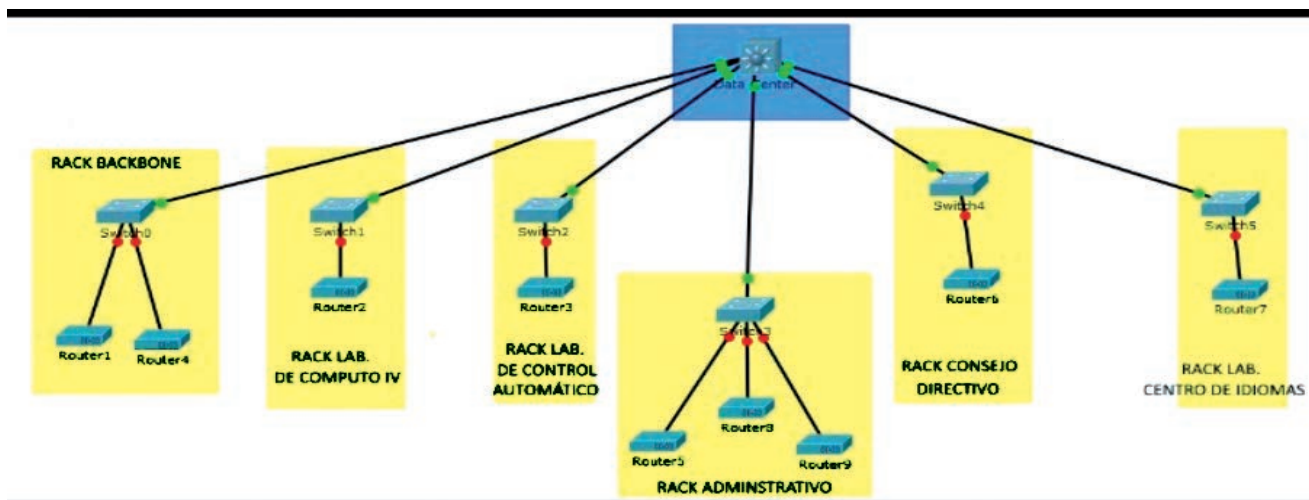 Data Center
RACK BACKBONE
Switch0
Router1
Router4
Switch1
Router2
RACK LAB.
DE COMPUTO IV
Switch2
Router3
RACK LAB.
DE CONTROL
AUTOMÁTICO
Switch3
Router5
Router8
Router9
RACK ADMINSTRATIVO
Switch4
Router6
RACK CONSEJO
DIRECTIVO
Switch5
Router7
RACK LAB.
CENTRO DE IDIOMAS